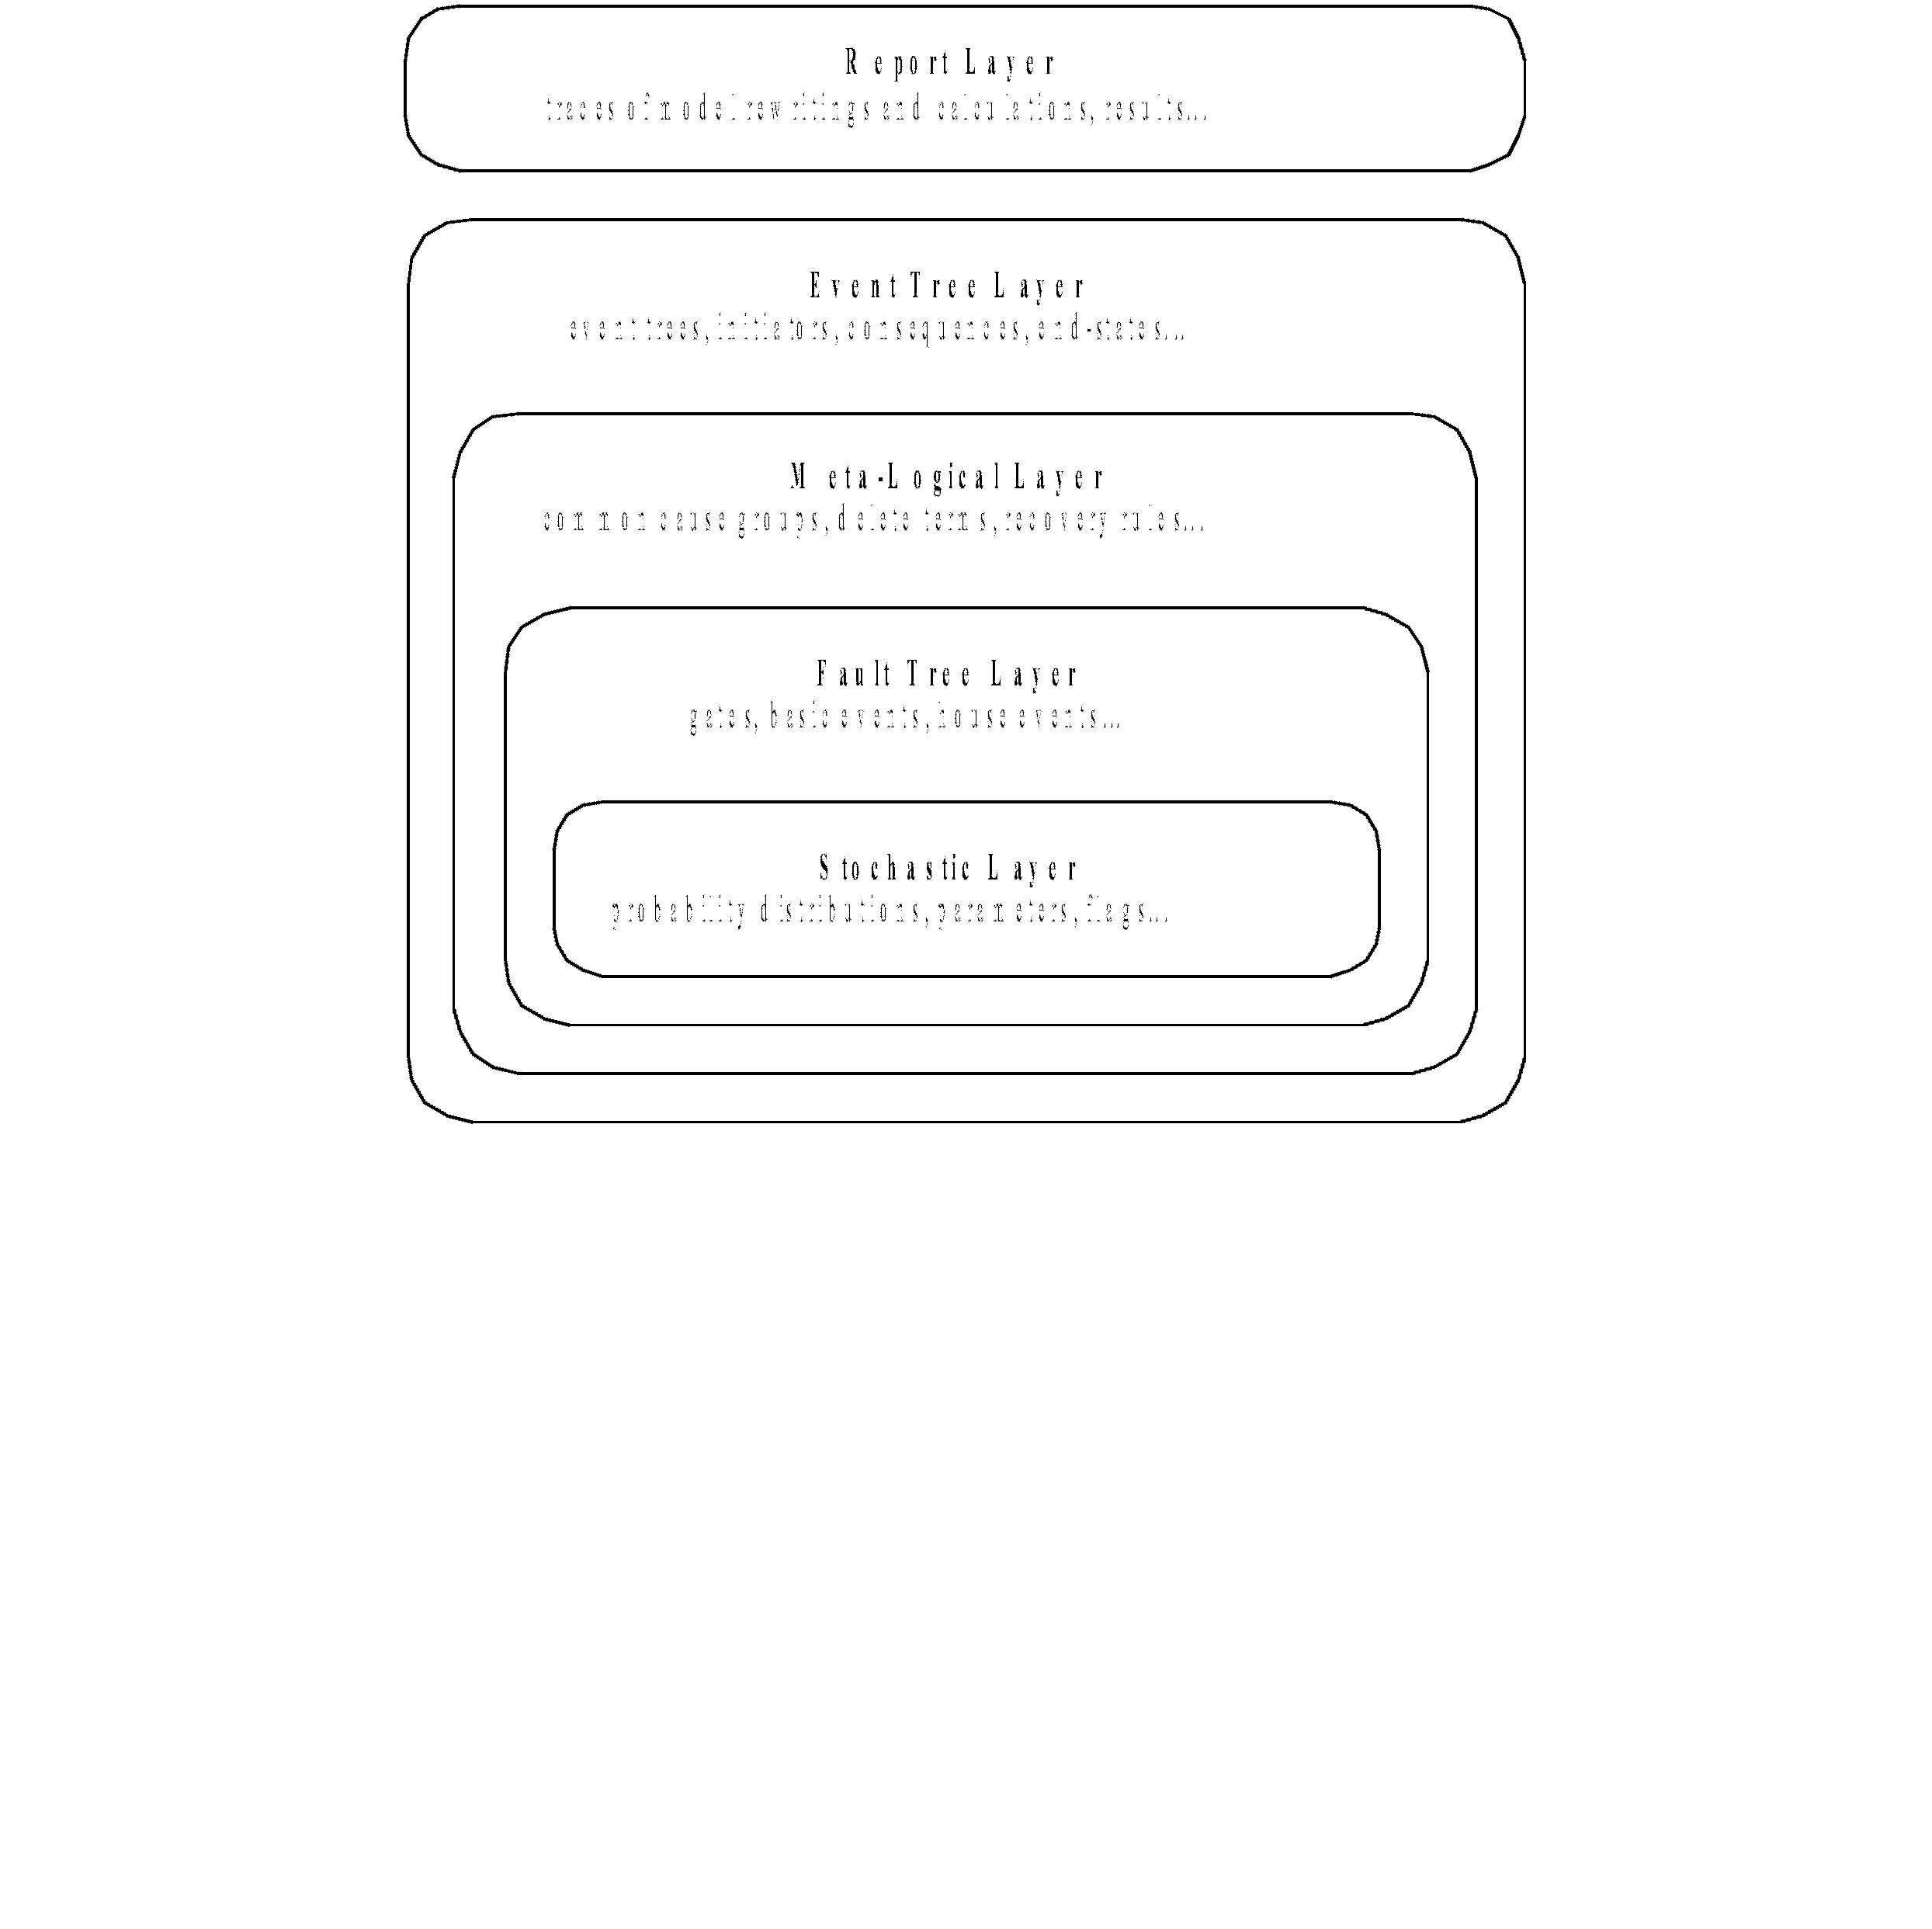 Report Layer
traces of model rewritings and calculations, results...
Event Tree Layer
event trees, initiators, consequences, end-states...
Meta-Logical Layer
common cause groups, delete terms, recovery rules...
Fault Tree Layer
gates, basic events, house events...
Stochastic Layer
probability distributions, parameters, flags...